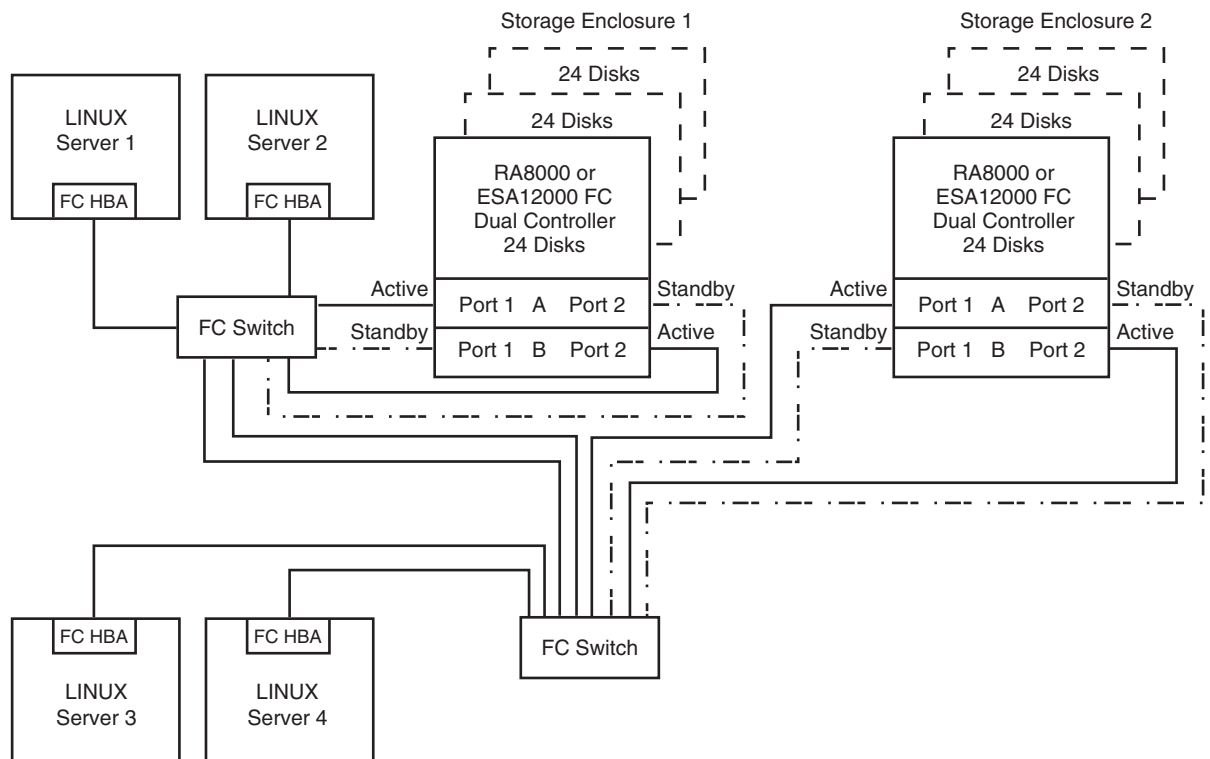 Storage Enclosure 1
Storage Enclosure 2
24 Disks
24 Disks
24 Disks
24 Disks
LINUX
Server 1
FC HBA
LINUX
Server 2
FC HBA
RA8000 or
ESA12000 FC
Dual Controller
24 Disks
RA8000 or
ESA12000 FC
Dual Controller
24 Disks
Active
Port 1 A Port 2
Standby
Active
Port 1 A Port 2
Standby
FC Switch
Standby
Port 1 B Port 2
Active
Standby
Port 1 B Port 2
Active
FC HBA
LINUX
Server 3
FC HBA
LINUX
Server 4
FC Switch